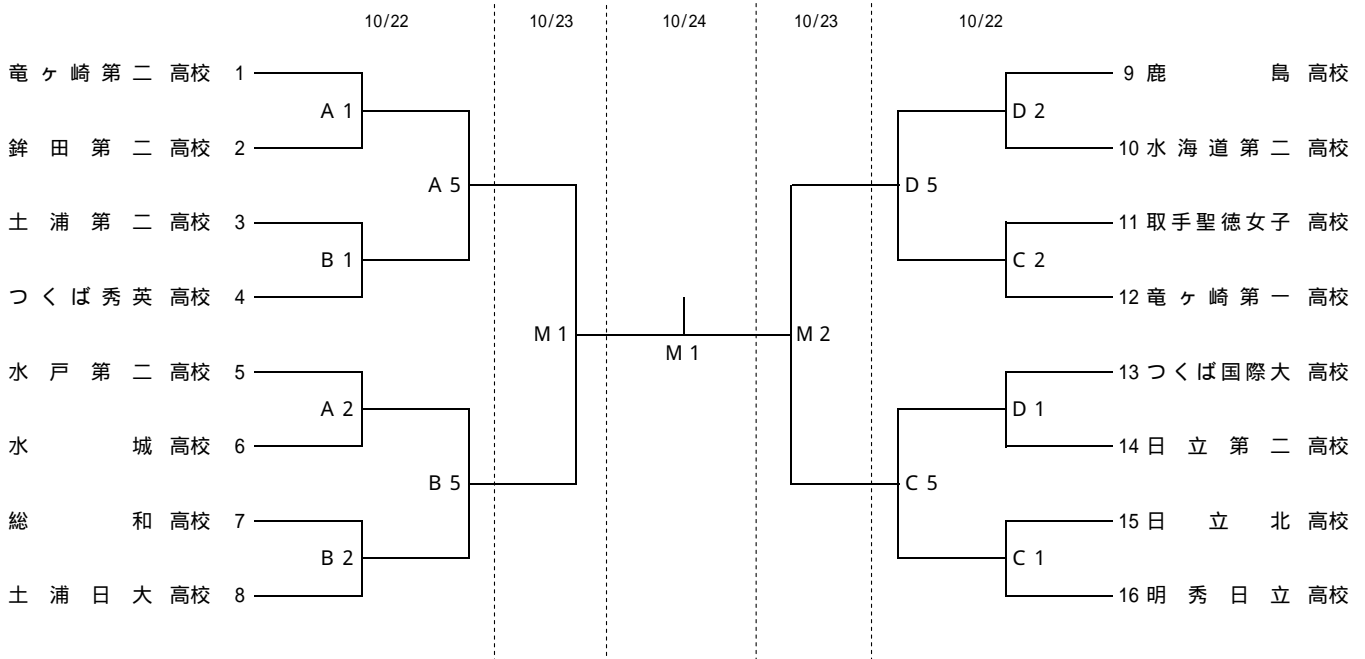 10/22 10/23 10/24 10/23 10/22
竜ヶ崎第二 高校 1 9 鹿島 高校
A 1 D 2
鉾田第二 高校 2 10 水海道第二 高校
A 5 D 5
土浦第二 高校 3 11 取手聖徳女子 高校
B 1 C 2
つくば秀英 高校 4 12 竜ヶ崎第一 高校
M 1 M 2
M 1
水戸第二 高校 5 13 つくば国際大 高校
A 2 D 1
水城 高校 6 14 日立第二 高校
B 5 C 5
総和 高校 7 15 日立北 高校
B 2 C 1
土浦日大 高校 8 16 明秀日立 高校